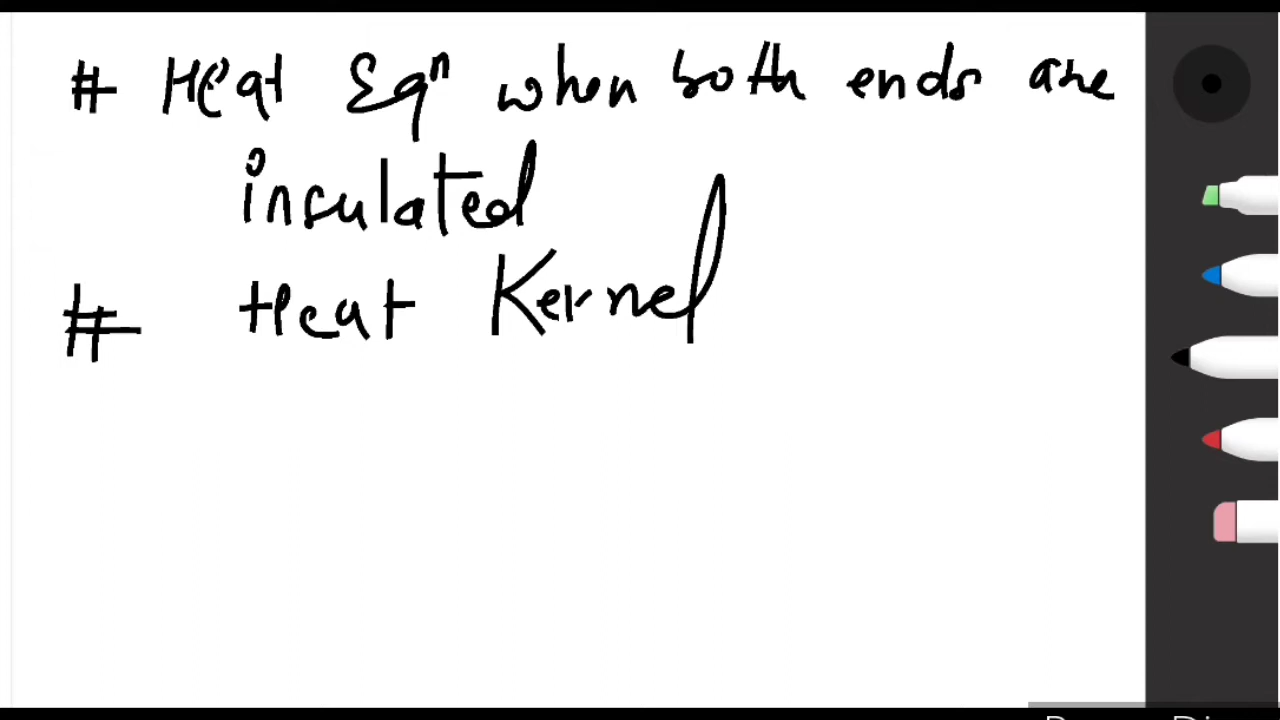 # Heat Eqⁿ when both ends are
insulated
# Heat Kernel